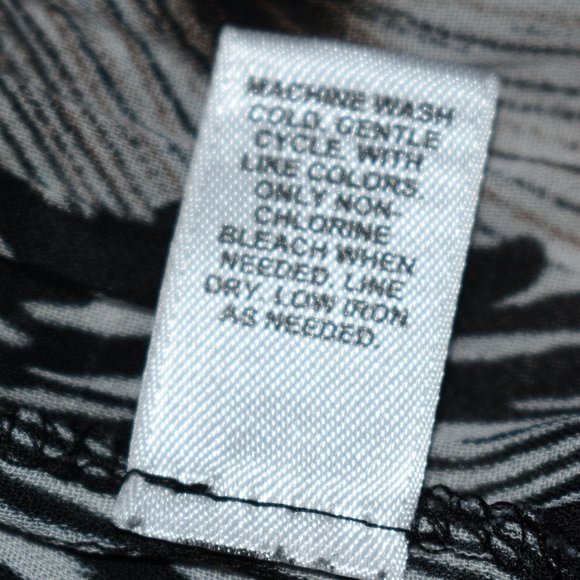 MACHINE WASH
COLD, GENTLE
CYCLE, WITH
LIKE COLORS.
ONLY NON-
CHLORINE
BLEACH WHEN
NEEDED. LINE
DRY. LOW IRON
AS NEEDED.